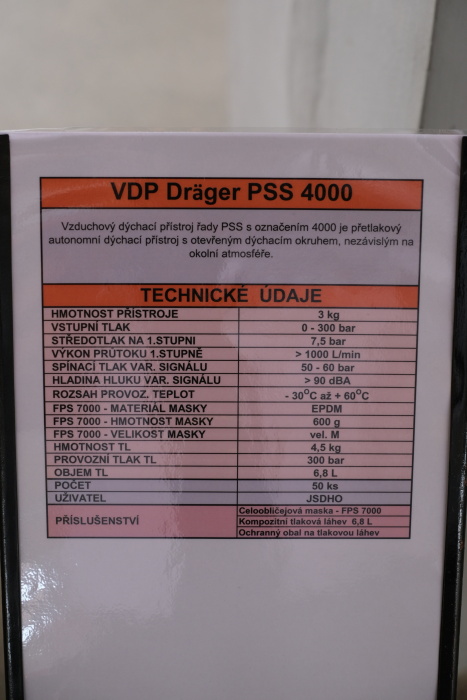 VDP Dräger PSS 4000
Vzduchový dýchací přístroj řady PSS s označením 4000 je přetlakový
autonomní dýchací přístroj s otevřeným dýchacím okruhem, nezávislým na
okolní atmosféře.
TECHNICKÉ ÚDAJE
HMOTNOST PŘÍSTROJE 3 kg
VSTUPNÍ TLAK 0 - 300 bar
STŘEDOTLAK NA 1.STUPNI 7,5 bar
VÝKON PRŮTOKU 1.STUPNĚ > 1000 L/min
SPÍNACÍ TLAK VAR. SIGNÁLU 50 - 60 bar
HLADINA HLUKU VAR. SIGNÁLU > 90 dBA
ROZSAH PROVOZ. TEPLOT - 30°C až + 60°C
FPS 7000 - MATERIÁL MASKY EPDM
FPS 7000 - HMOTNOST MASKY 600 g
FPS 7000 - VELIKOST MASKY vel. M
HMOTNOST TL 4,5 kg
PROVOZNÍ TLAK TL 300 bar
OBJEM TL 6,8 L
POČET 50 ks
UŽIVATEL JSDHO
PŘÍSLUŠENSTVÍ Celoobličejová maska - FPS 7000
Kompozitní tlaková láhev 6,8 L
Ochranný obal na tlakovou láhev